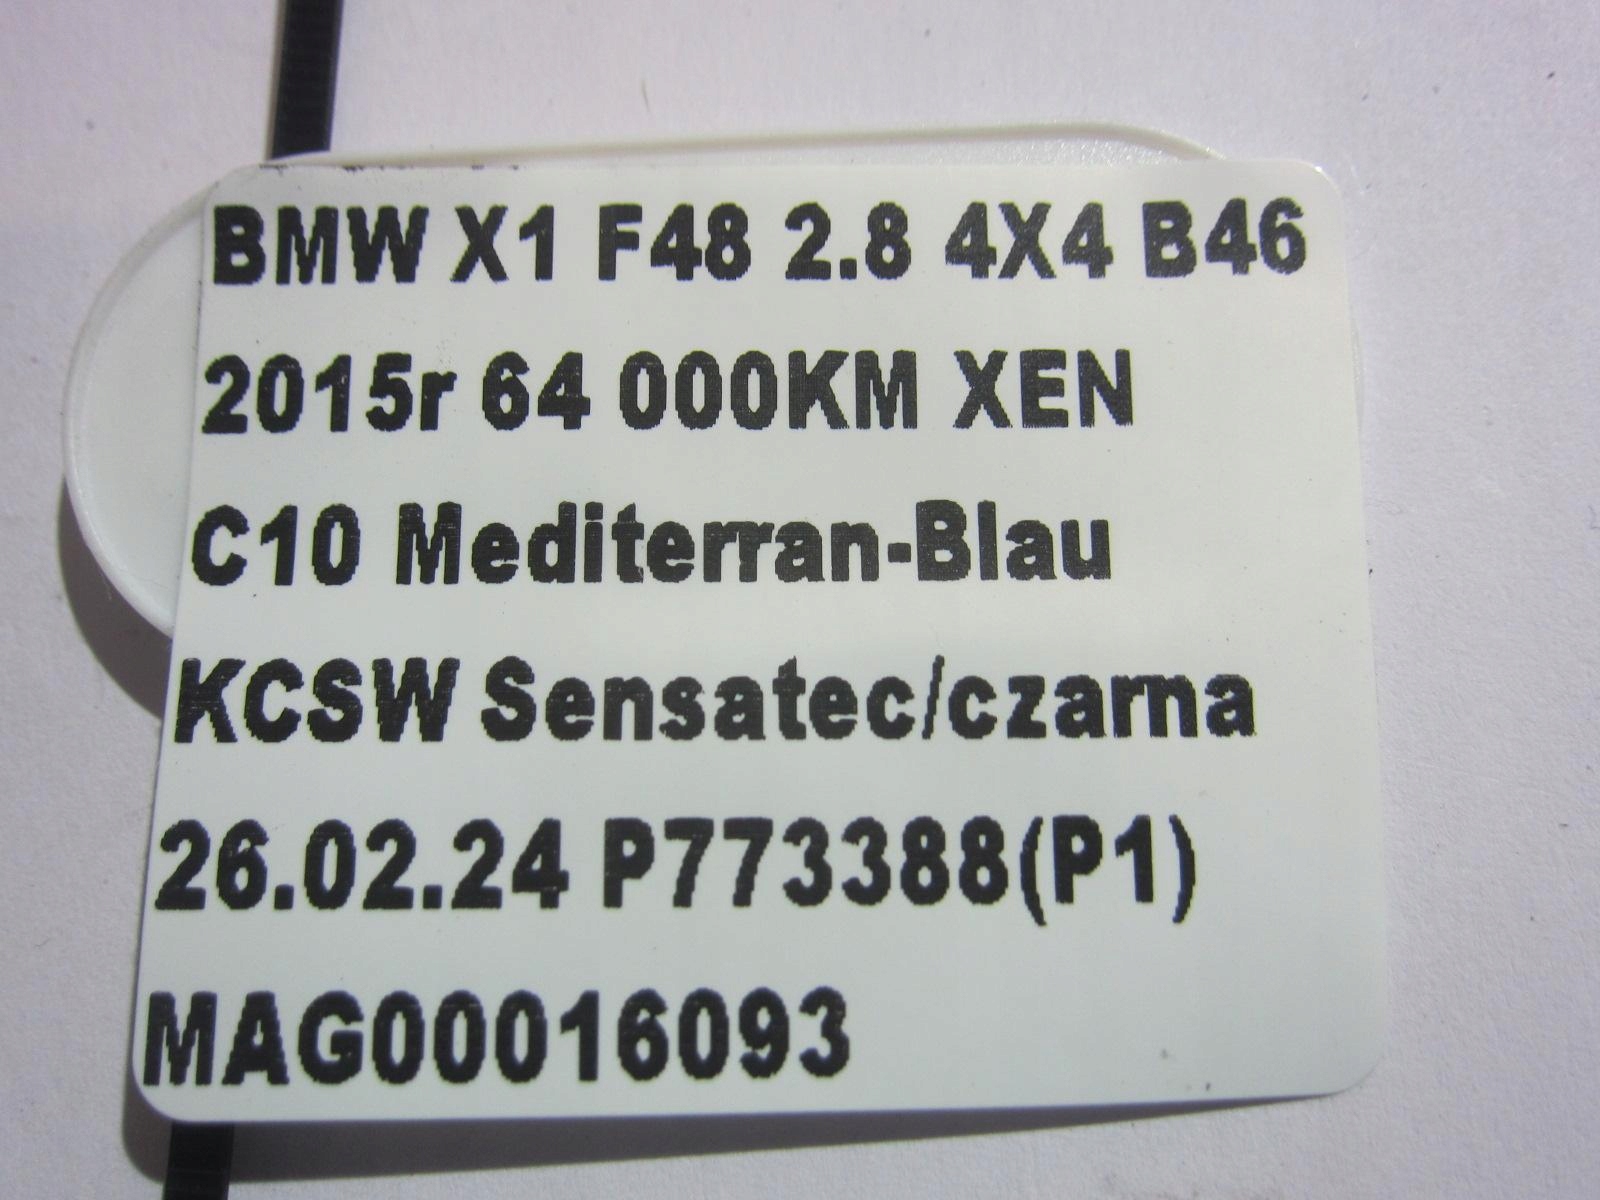 BMW X1 F48 2.8 4X4 B46
2015r 64 000KM XEN
C10 Mediterran-Blau
KCSW Sensatec/czarna
26.02.24 P773388(P1)
MAG00016093